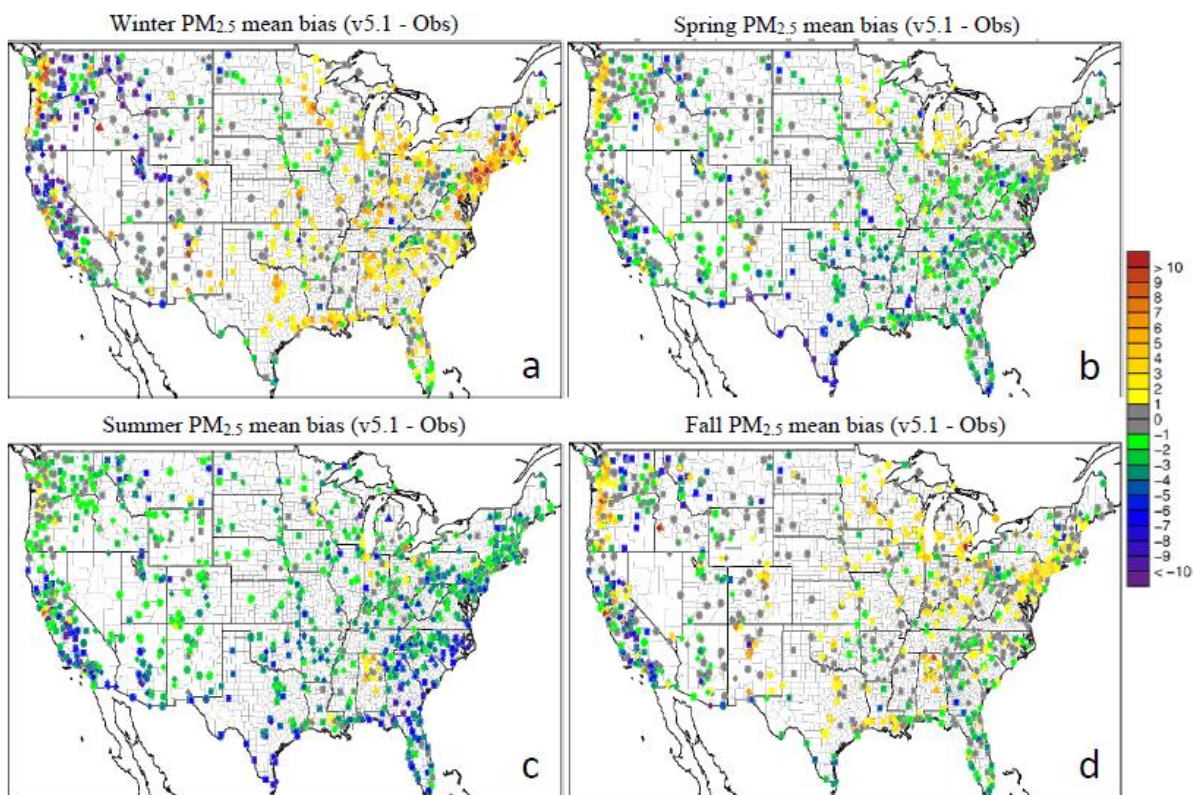 Winter PM2.5 mean bias (v5.1 - Obs)
Spring PM2.5 mean bias (v5.1 - Obs)
a
b
Summer PM2.5 mean bias (v5.1 - Obs)
Fall PM2.5 mean bias (v5.1 - Obs)
c
d
> 10
9
8
7
6
5
4
3
2
1
0
−1
−2
−3
−4
−5
−6
−7
−8
−9
< −10